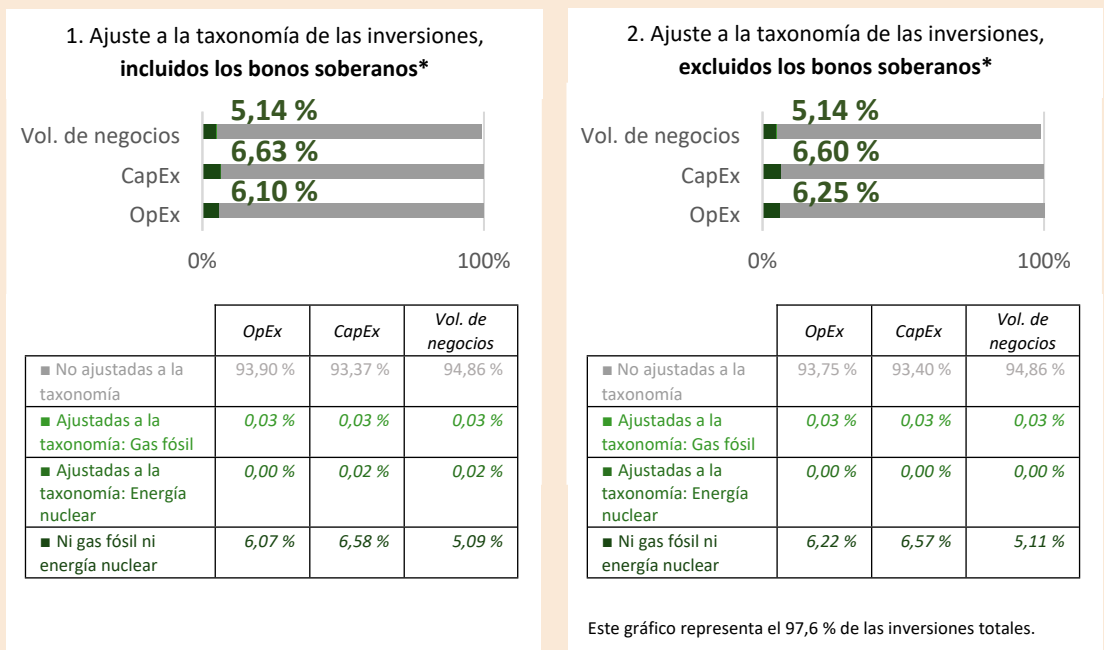 1. Ajuste a la taxonomía de las inversiones,
incluidos los bonos soberanos*
5,14 %
Vol. de negocios
6,63 %
CapEx
6,10 %
OpEx
0% 100%
OpEx CapEx Vol. de
negocios
■ No ajustadas a la 93,90 % 93,37 % 94,86 %
taxonomía
■ Ajustadas a la 0,03 % 0,03 % 0,03 %
taxonomía: Gas fósil
■ Ajustadas a la 0,00 % 0,02 % 0,02 %
taxonomía: Energía
nuclear
■ Ni gas fósil ni 6,07 % 6,58 % 5,09 %
energía nuclear
2. Ajuste a la taxonomía de las inversiones,
excluidos los bonos soberanos*
5,14 %
Vol. de negocios
6,60 %
CapEx
6,25 %
OpEx
0% 100%
OpEx CapEx Vol. de
negocios
■ No ajustadas a la 93,75 % 93,40 % 94,86 %
taxonomía
■ Ajustadas a la 0,03 % 0,03 % 0,03 %
taxonomía: Gas fósil
■ Ajustadas a la 0,00 % 0,00 % 0,00 %
taxonomía: Energía
nuclear
■ Ni gas fósil ni 6,22 % 6,57 % 5,11 %
energía nuclear
Este gráfico representa el 97,6 % de las inversiones totales.